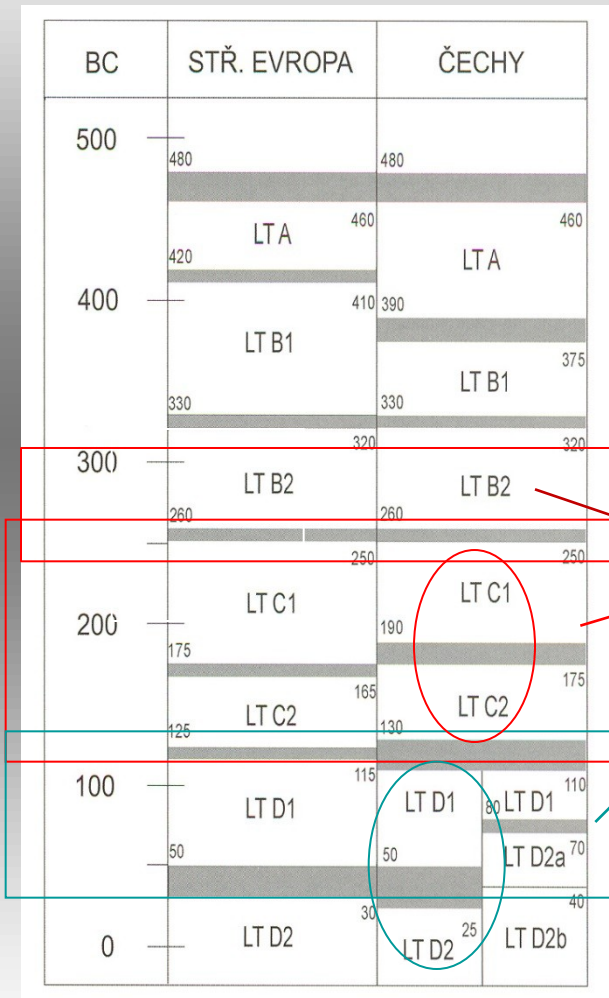 BC STŘ. EVROPA ČECHY
500
480 480
460 460
LT A LT A
420
400 410 390
LT B1
375
LT B1
330 330
320 320
300
LT B2 LT B2
260 260
250 250
LT C1 LT C1
200 190
175 175
165
LT C2 LT C2
125 130
115 110
100
LT D1 LT D1 80 LT D1
50 50 LT D2a 70
40
30 25
0 LT D2 LT D2 LT D2b